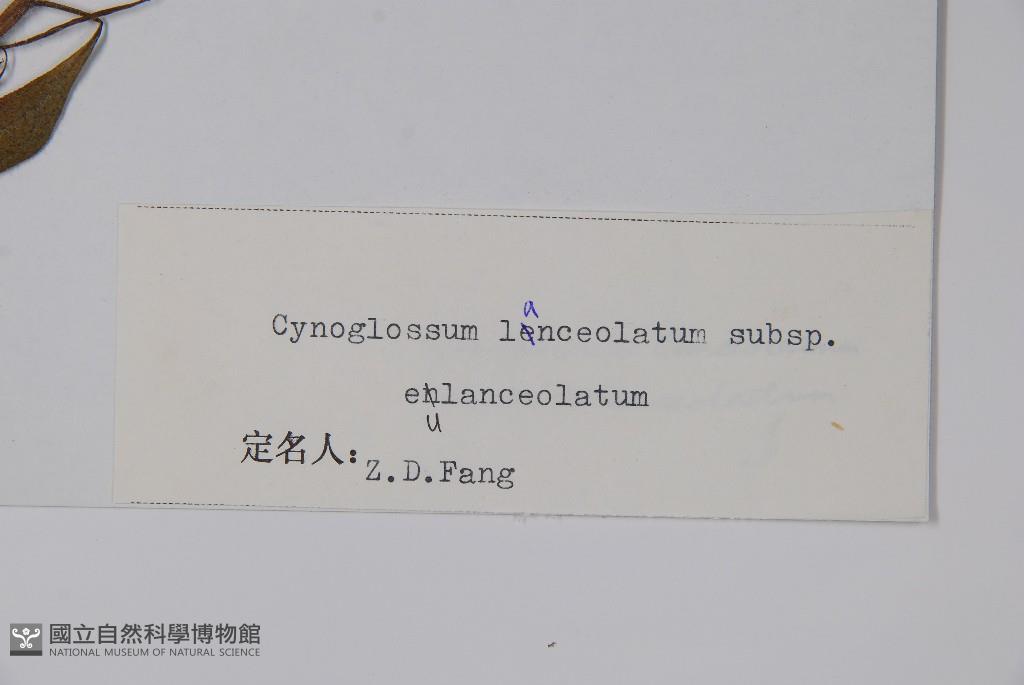 a
Cynoglossum lenceolatum subsp.
enlanceolatum
u
定名人:
Z.D.Fang
國立自然科學博物館
NATIONAL MUSEUM OF NATURAL SCIENCE